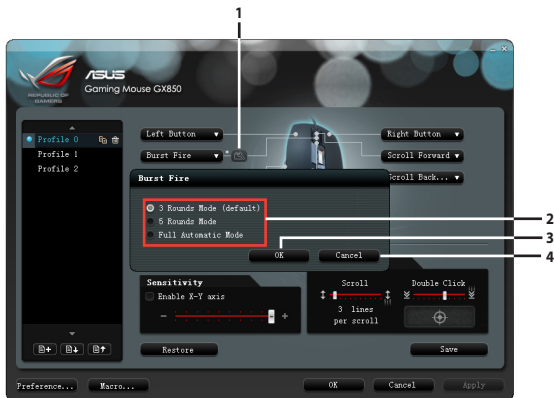 1
REPUBLIC OF
GAMERS
ASUS
Gaming Mouse GX850
Profile 0
Profile 1
Profile 2
Left Button
Right Button
Burst Fire
Scroll Forward
Scroll Back...
Burst Fire
3 Rounds Mode (default)
5 Rounds Mode
Full Automatic Mode
2
OK
Cancel
3
4
Sensitivity
Enable X-Y axis
Scroll
Double Click
3 lines
per scroll
Restore
Save
Preference...
Macro...
OK
Cancel
Apply